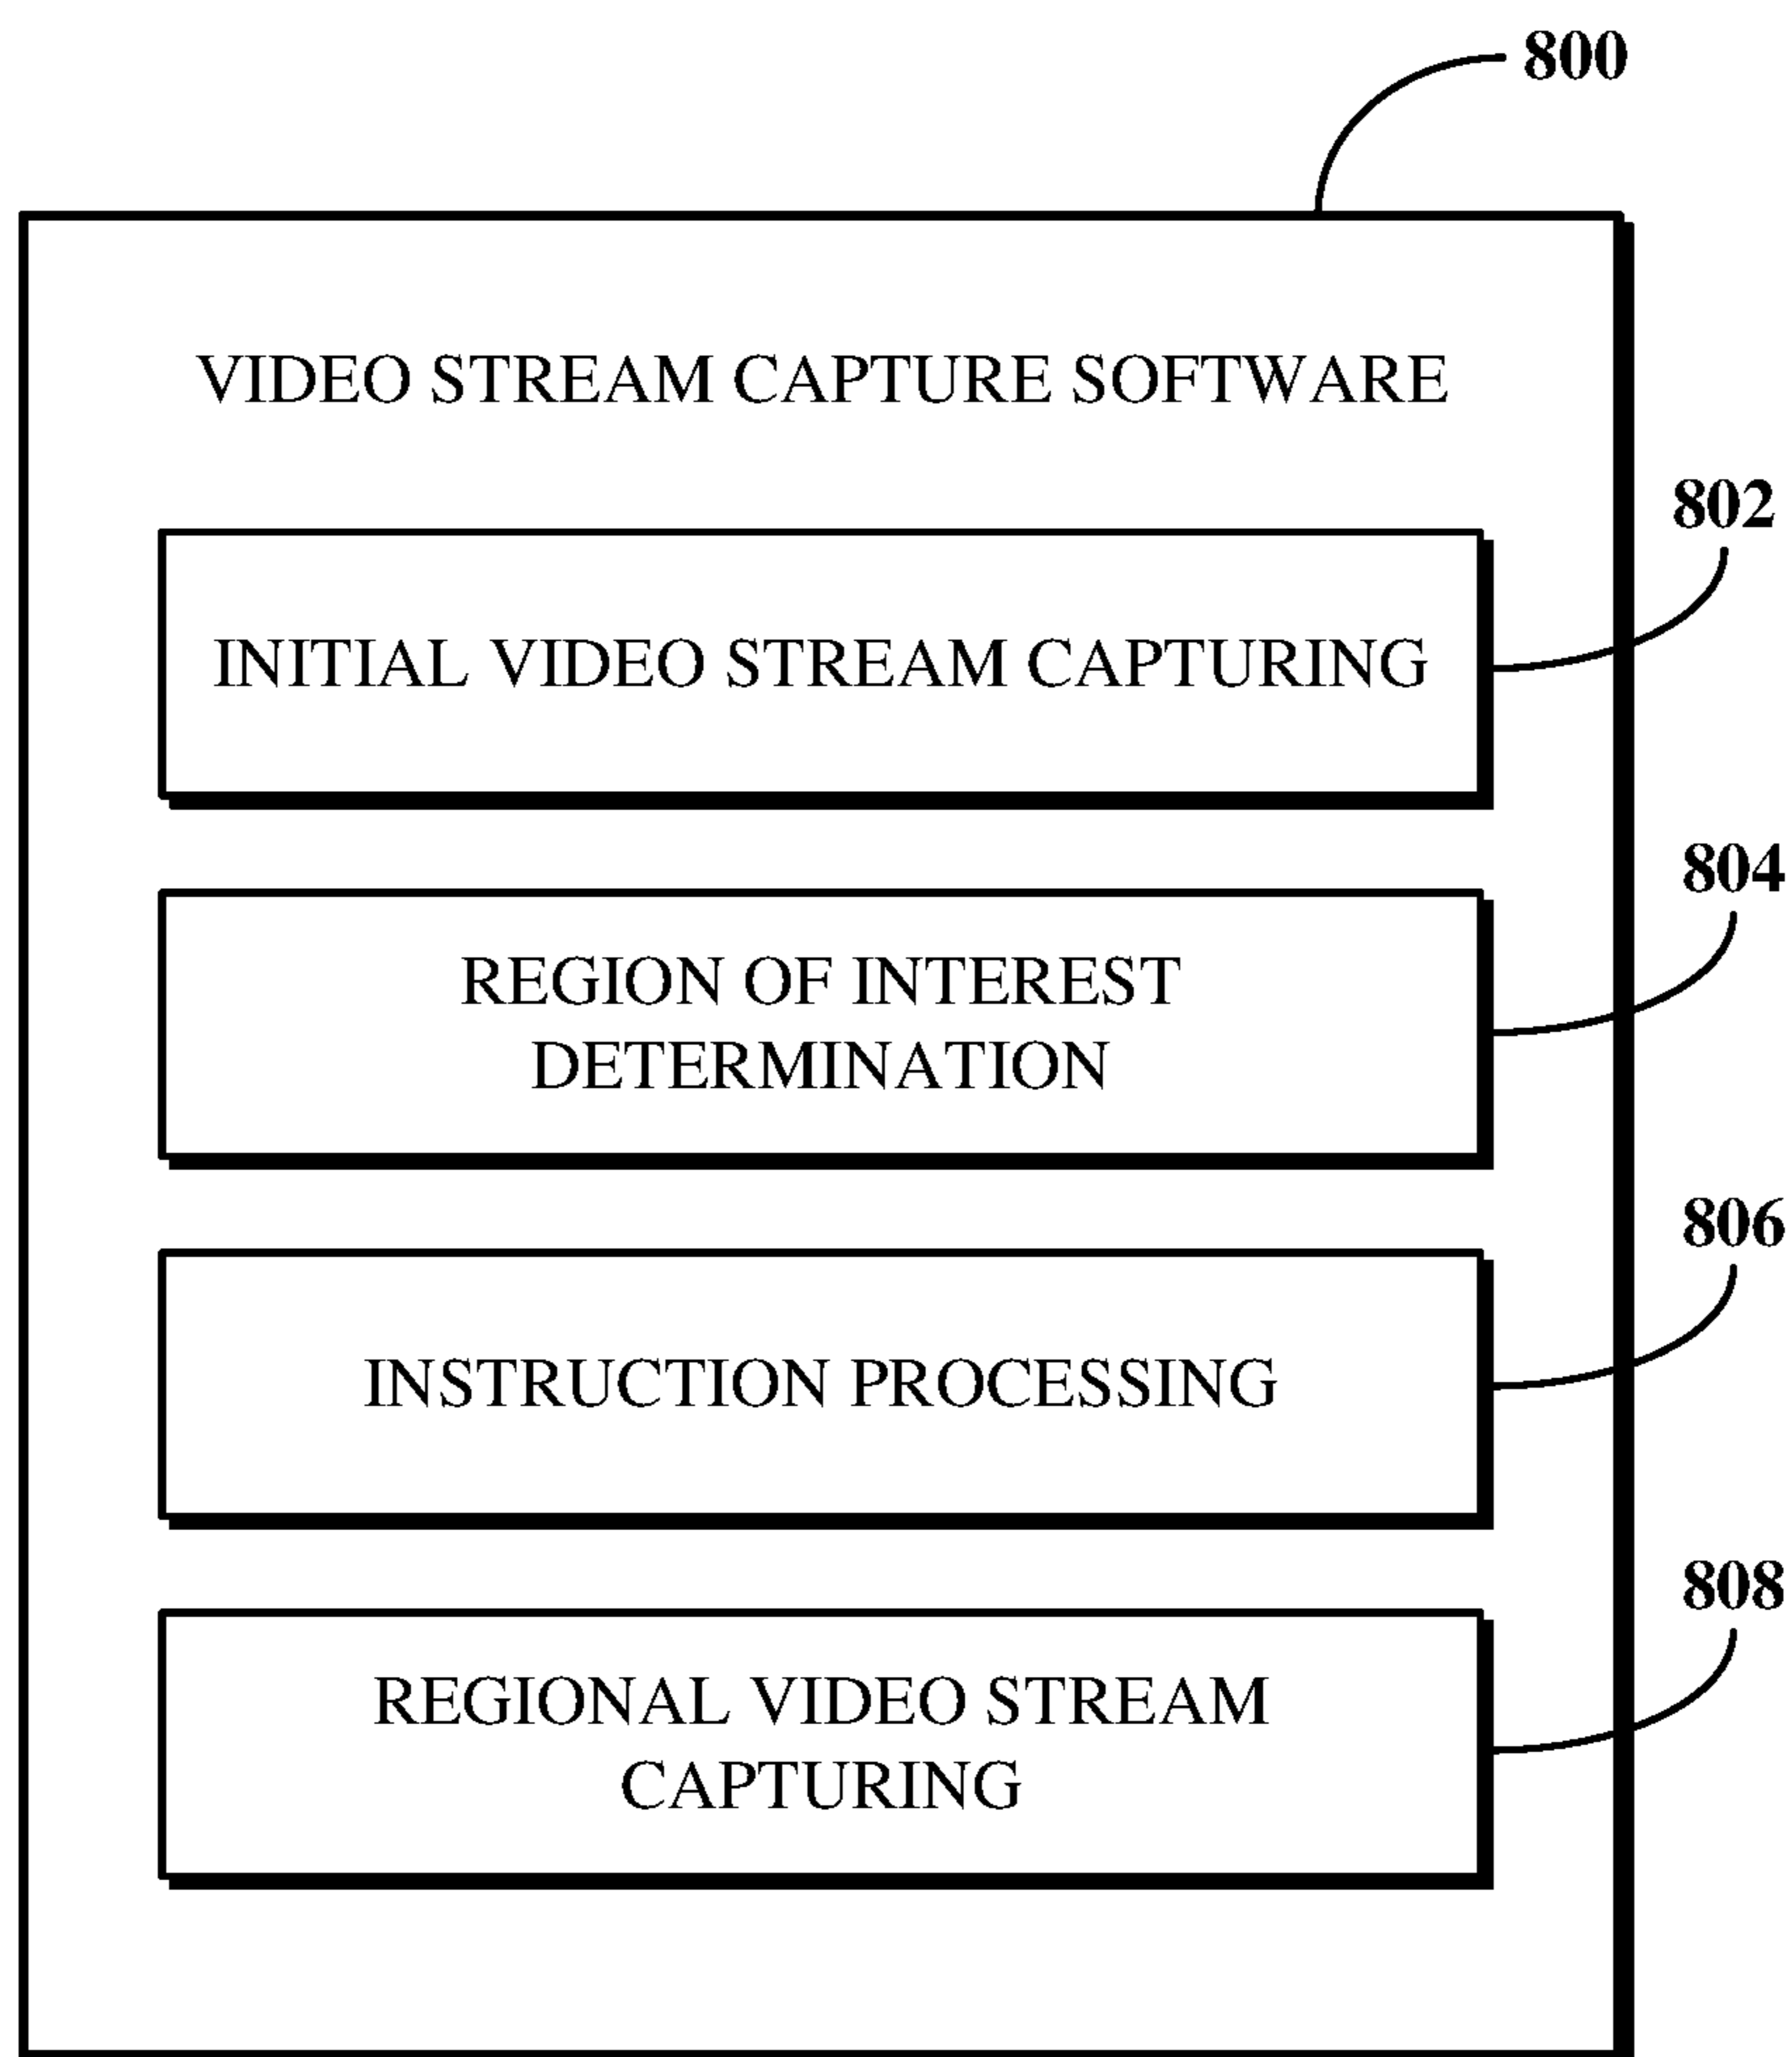 800
VIDEO STREAM CAPTURE SOFTWARE
802
INITIAL VIDEO STREAM CAPTURING
804
REGION OF INTEREST
DETERMINATION
806
INSTRUCTION PROCESSING
808
REGIONAL VIDEO STREAM
CAPTURING